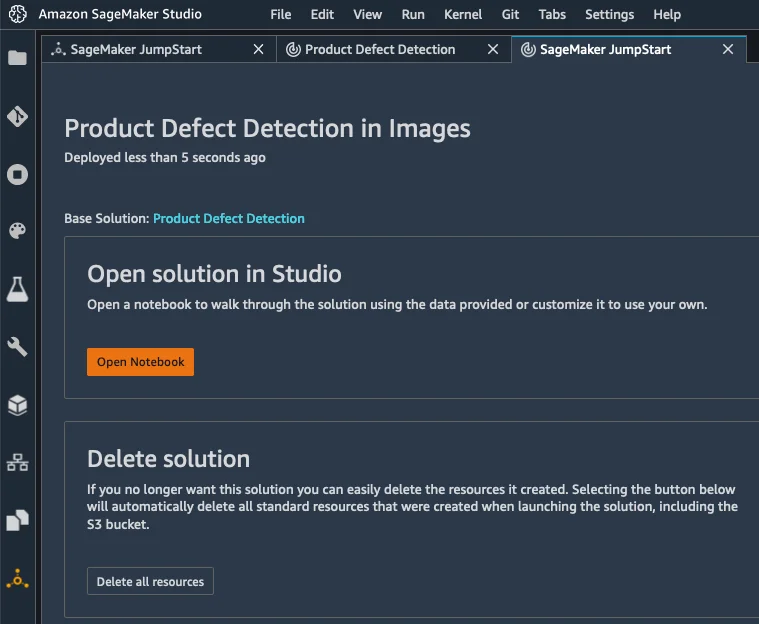 Amazon SageMaker Studio File Edit View Run Kernel Git Tabs Settings Help
SageMaker JumpStart Product Defect Detection SageMaker JumpStart
Product Defect Detection in Images
Deployed less than 5 seconds ago
Base Solution: Product Defect Detection
Open solution in Studio
Open a notebook to walk through the solution using the data provided or customize it to use your own.
Open Notebook
Delete solution
If you no longer want this solution you can easily delete the resources it created. Selecting the button below
will automatically delete all standard resources that were created when launching the solution, including the
S3 bucket.
Delete all resources